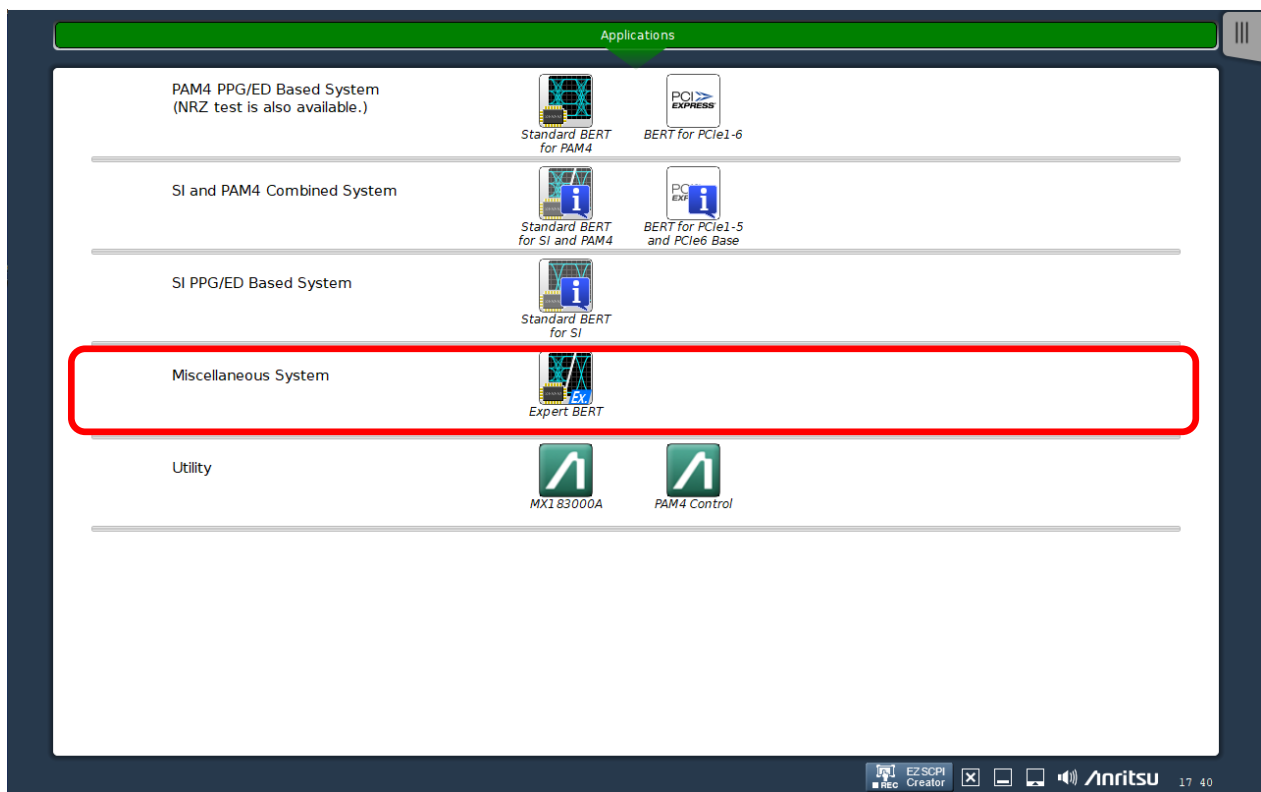 Applications
PAM4 PPG/ED Based System
(NRZ test is also available.)
PCI
EXPRESS
Standard BERT
for PAM4
BERT for PCIe1-6
SI and PAM4 Combined System
Standard BERT
for SI and PAM4
BERT for PCIe1-5
and PCIe6 Base
SI PPG/ED Based System
Standard BERT
for SI
Miscellaneous System
Ex.
Expert BERT
Utility
MX183000A
PAM4 Control
REC
EZSCPI
Creator
Anritsu
17 40